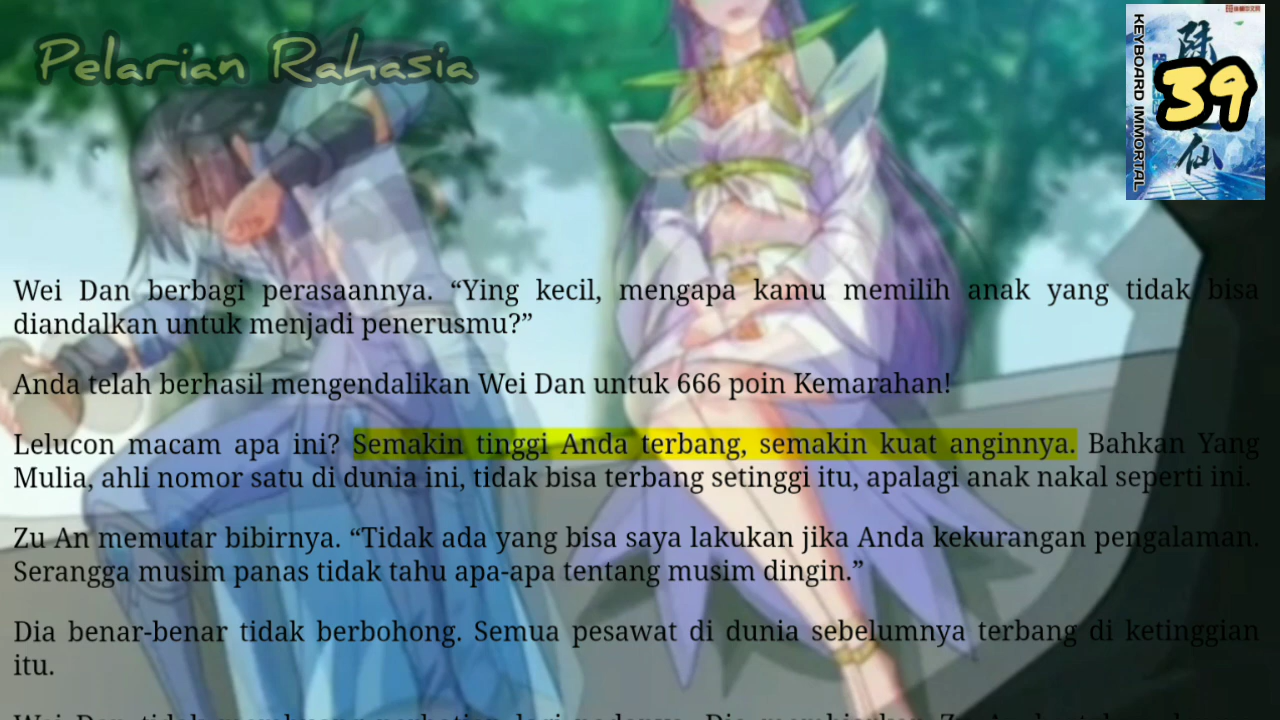 Pelarian Rahasia
KEYBOARD IMMORTAL
39
仙
Wei Dan berbagi perasaannya. “Ying kecil, mengapa kamu memilih anak yang tidak bisa
diandalkan untuk menjadi penerusmu?”
Anda telah berhasil mengendalikan Wei Dan untuk 666 poin Kemarahan!
Lelucon macam apa ini? Semakin tinggi Anda terbang, semakin kuat anginnya. Bahkan Yang
Mulia, ahli nomor satu di dunia ini, tidak bisa terbang setinggi itu, apalagi anak nakal seperti ini.
Zu An memutar bibirnya. “Tidak ada yang bisa saya lakukan jika Anda kekurangan pengalaman.
Serangga musim panas tidak tahu apa-apa tentang musim dingin.”
Dia benar-benar tidak berbohong. Semua pesawat di dunia sebelumnya terbang di ketinggian
itu.